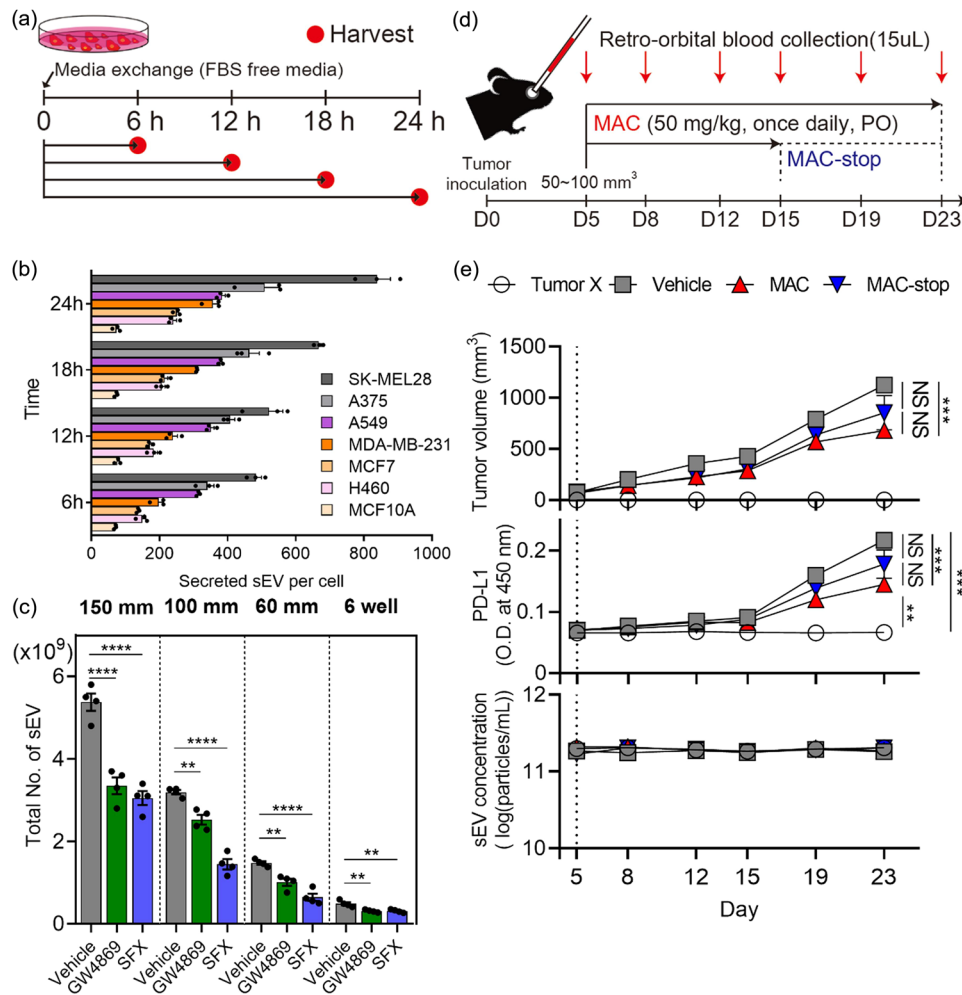 (a)
Harvest
Media exchange (FBS free media)
0 6 h 12 h 18 h 24 h
(d)
Retro-orbital blood collection(15uL)
MAC (50 mg/kg, once daily, PO)
MAC-stop
Tumor
inoculation
50~100 mm³
D0 D5 D8 D12 D15 D19 D23
(b)
Time
24h
18h
12h
6h
SK-MEL28
A375
A549
MDA-MB-231
MCF7
H460
MCF10A
0 200 400 600 800 1000
Secreted sEV per cell
(c)
150 mm 100 mm 60 mm 6 well
(x10⁹)
Total No. of sEV
6
4
2
0
**** **** **** ** **** ** ** **
Vehicle GW4869 SFX Vehicle GW4869 SFX Vehicle GW4869 SFX Vehicle GW4869 SFX
(e)
Tumor X Vehicle MAC MAC-stop
Tumor volume (mm³)
1500
1000
500
0
NS NS ***
PD-L1
(O.D. at 450 nm)
0.2
0.1
0
NS NS ** *** ***
sEV concentration
( log(particles/mL))
12
11
10
5 8 12 15 19 23
Day